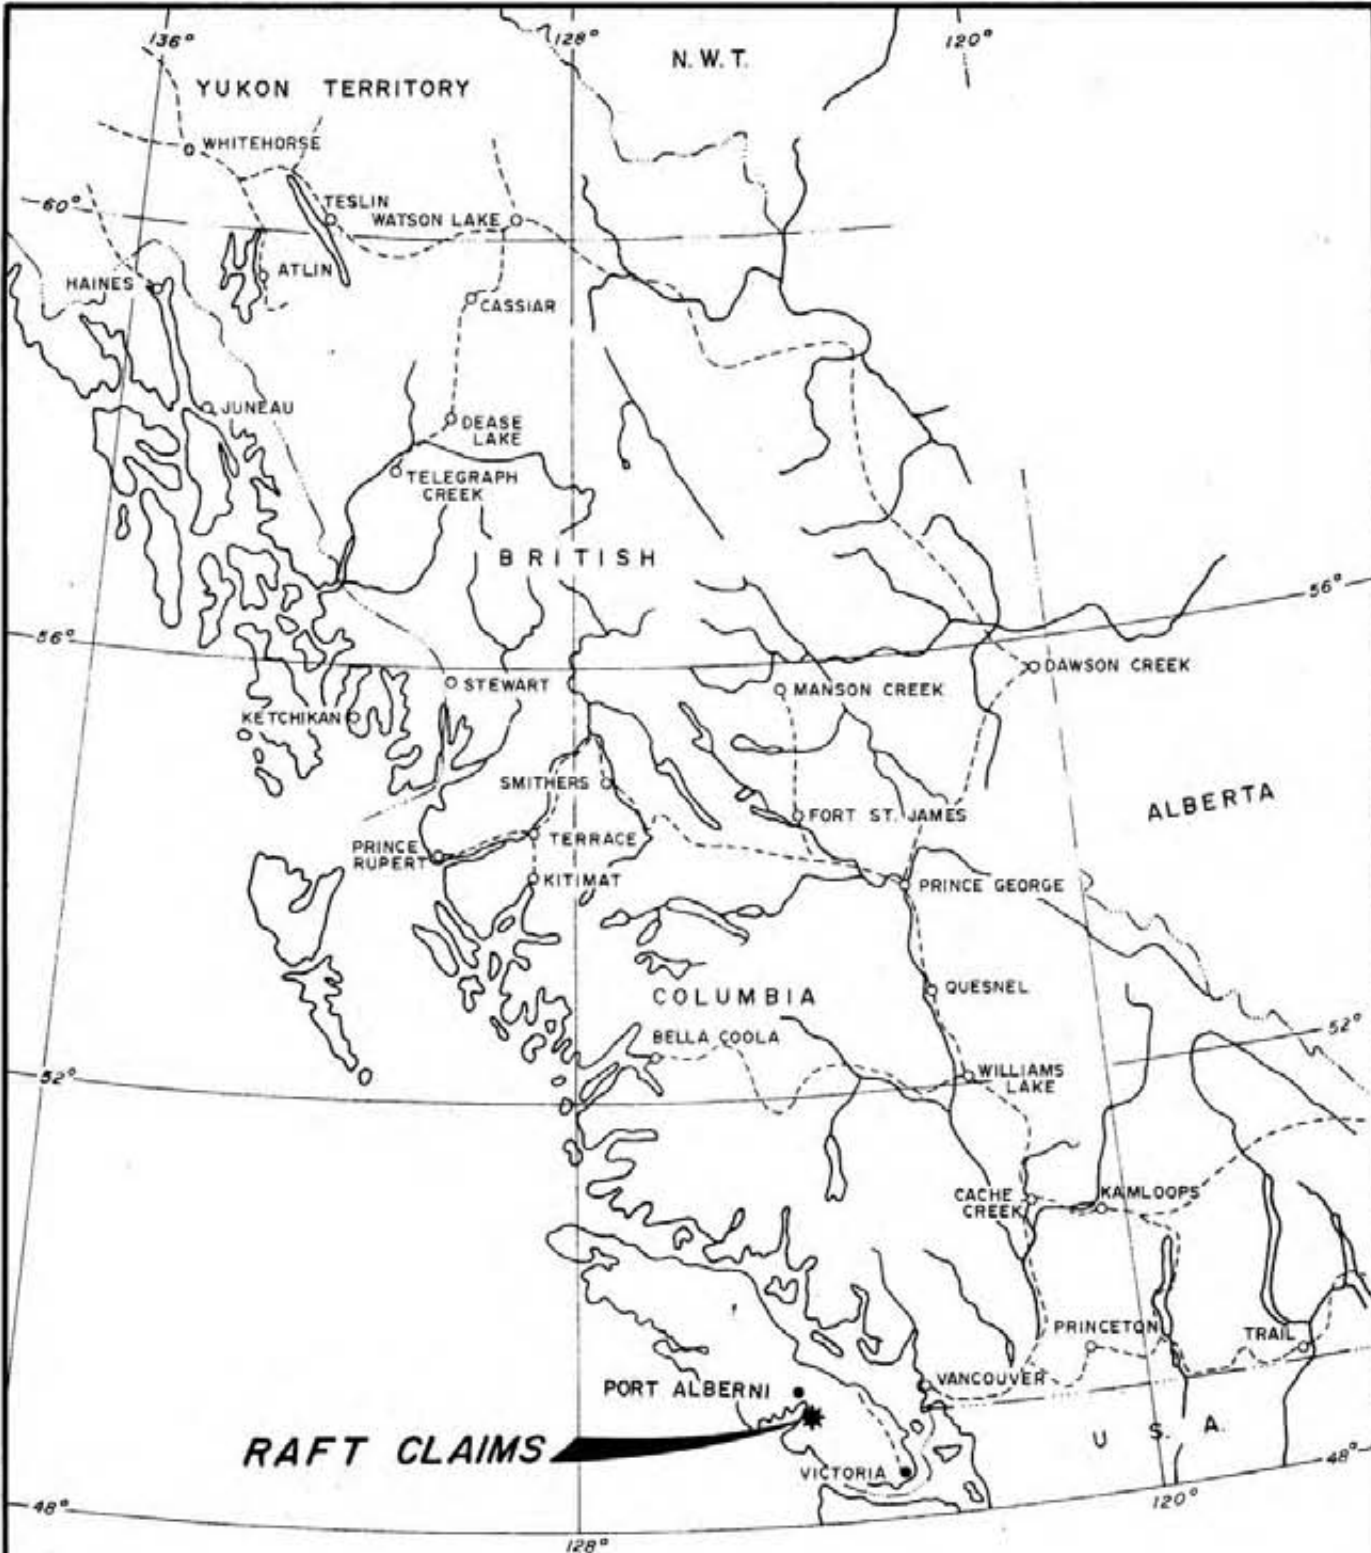 136°
128°
120°
N.W.T.
YUKON TERRITORY
WHITEHORSE
60°
TESLIN
WATSON LAKE
ATLIN
HAINES
CASSIAR
JUNEAU
DEASE
LAKE
TELEGRAPH
CREEK
BRITISH
56°
56°
DAWSON CREEK
STEWART
MANSON CREEK
KETCHIKAN
SMITHERS
ALBERTA
FORT ST. JAMES
TERRACE
PRINCE
RUPERT
KITIMAT
PRINCE GEORGE
QUESNEL
COLUMBIA
52°
BELLA COOLA
WILLIAMS
LAKE
52°
CACHE
CREEK
KAMLOOPS
PRINCETON
TRAIL
VANCOUVER
PORT ALBERNI
U. S. A.
RAFT CLAIMS
VICTORIA
48°
48°
120°
128°